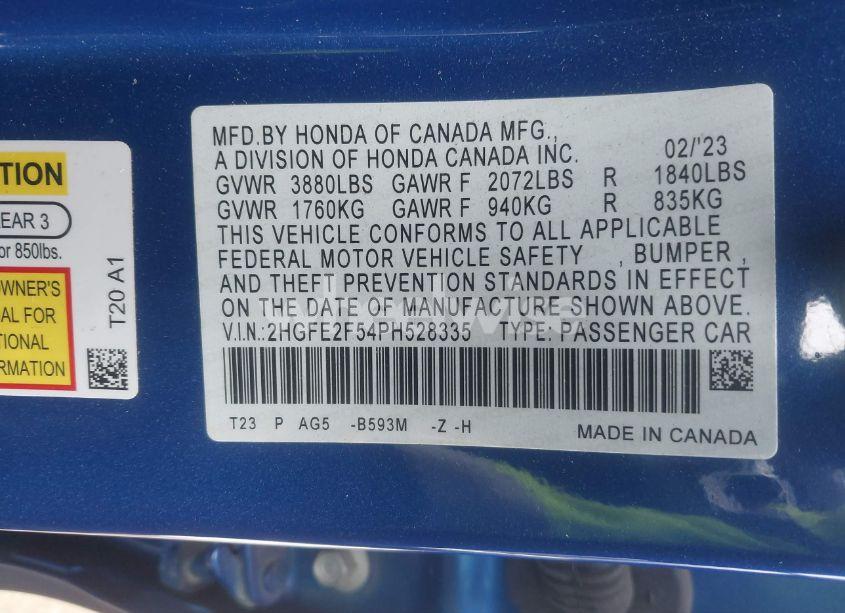 TION
EAR 3
or 850lbs.
OWNER'S
AL FOR
TIONAL
FORMATION
T20 A1
MFD.BY HONDA OF CANADA MFG.,
A DIVISION OF HONDA CANADA INC. 02/'23
GVWR 3880LBS GAWR F 2072LBS R 1840LBS
GVWR 1760KG GAWR F 940KG R 835KG
THIS VEHICLE CONFORMS TO ALL APPLICABLE
FEDERAL MOTOR VEHICLE SAFETY , BUMPER ,
AND THEFT PREVENTION STANDARDS IN EFFECT
ON THE DATE OF MANUFACTURE SHOWN ABOVE.
V.I.N.:2HGFE2F54PH528335 TYPE: PASSENGER CAR
T23 P AG5 -B593M -Z -H
MADE IN CANADA